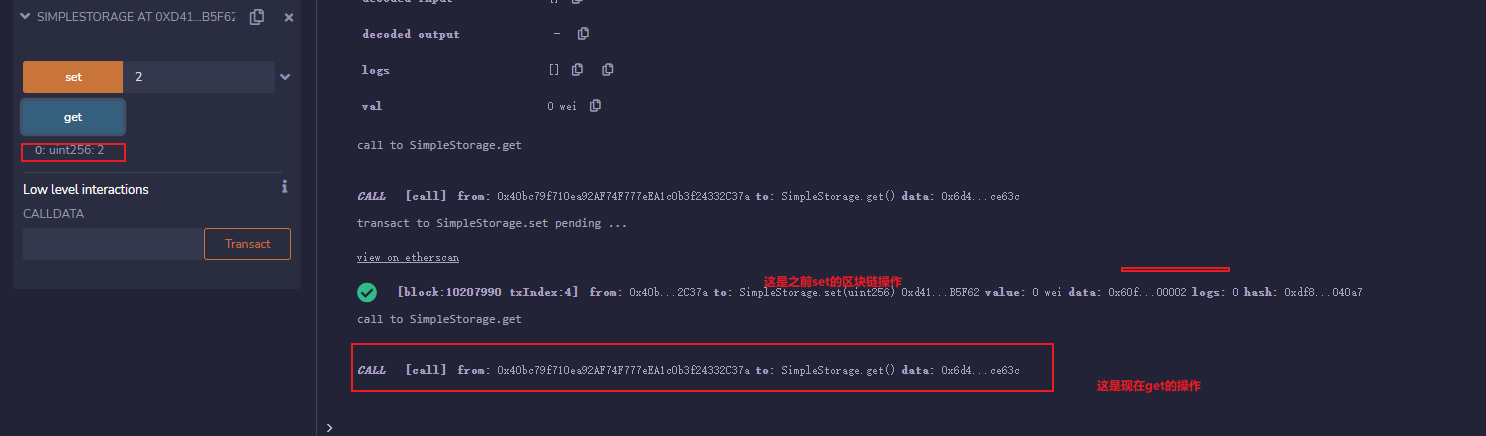 SIMPLESTORAGE AT 0XD41...B5F62
set
2
get
0: uint256: 2
Low level interactions
i
CALLDATA
Transact
decoded output
-
logs
[]
val
0 wei
call to SimpleStorage.get
CALL [call] from: 0x40bc79f710ea92AF74F777eEA1c0b3f24332C37a to: SimpleStorage.get() data: 0x6d4...ce63c
transact to SimpleStorage.set pending ...
view on etherscan
这是之前set的区块链操作
[block:10207990 txIndex:4] from: 0x40b...2C37a to: SimpleStorage.set(uint256) 0xd41...B5F62 value: 0 wei data: 0x60f...00002 logs: 0 hash: 0xdf8...040a7
call to SimpleStorage.get
CALL [call] from: 0x40bc79f710ea92AF74F777eEA1c0b3f24332C37a to: SimpleStorage.get() data: 0x6d4...ce63c
这是现在get的操作
>